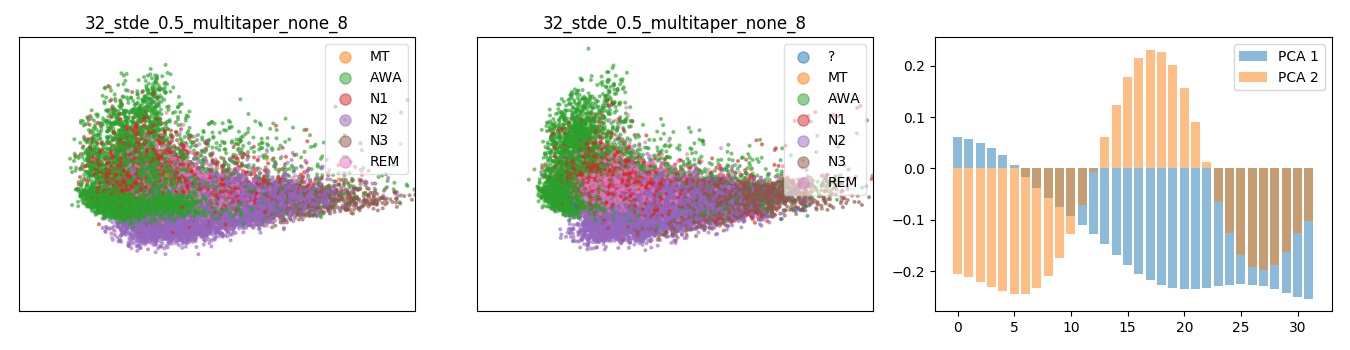 32_stde_0.5_multitaper_none_8
MT
AWA
N1
N2
N3
REM
32_stde_0.5_multitaper_none_8
?
MT
AWA
N1
N2
N3
REM
PCA 1
PCA 2
0.2
0.1
0.0
−0.1
−0.2
0 5 10 15 20 25 30